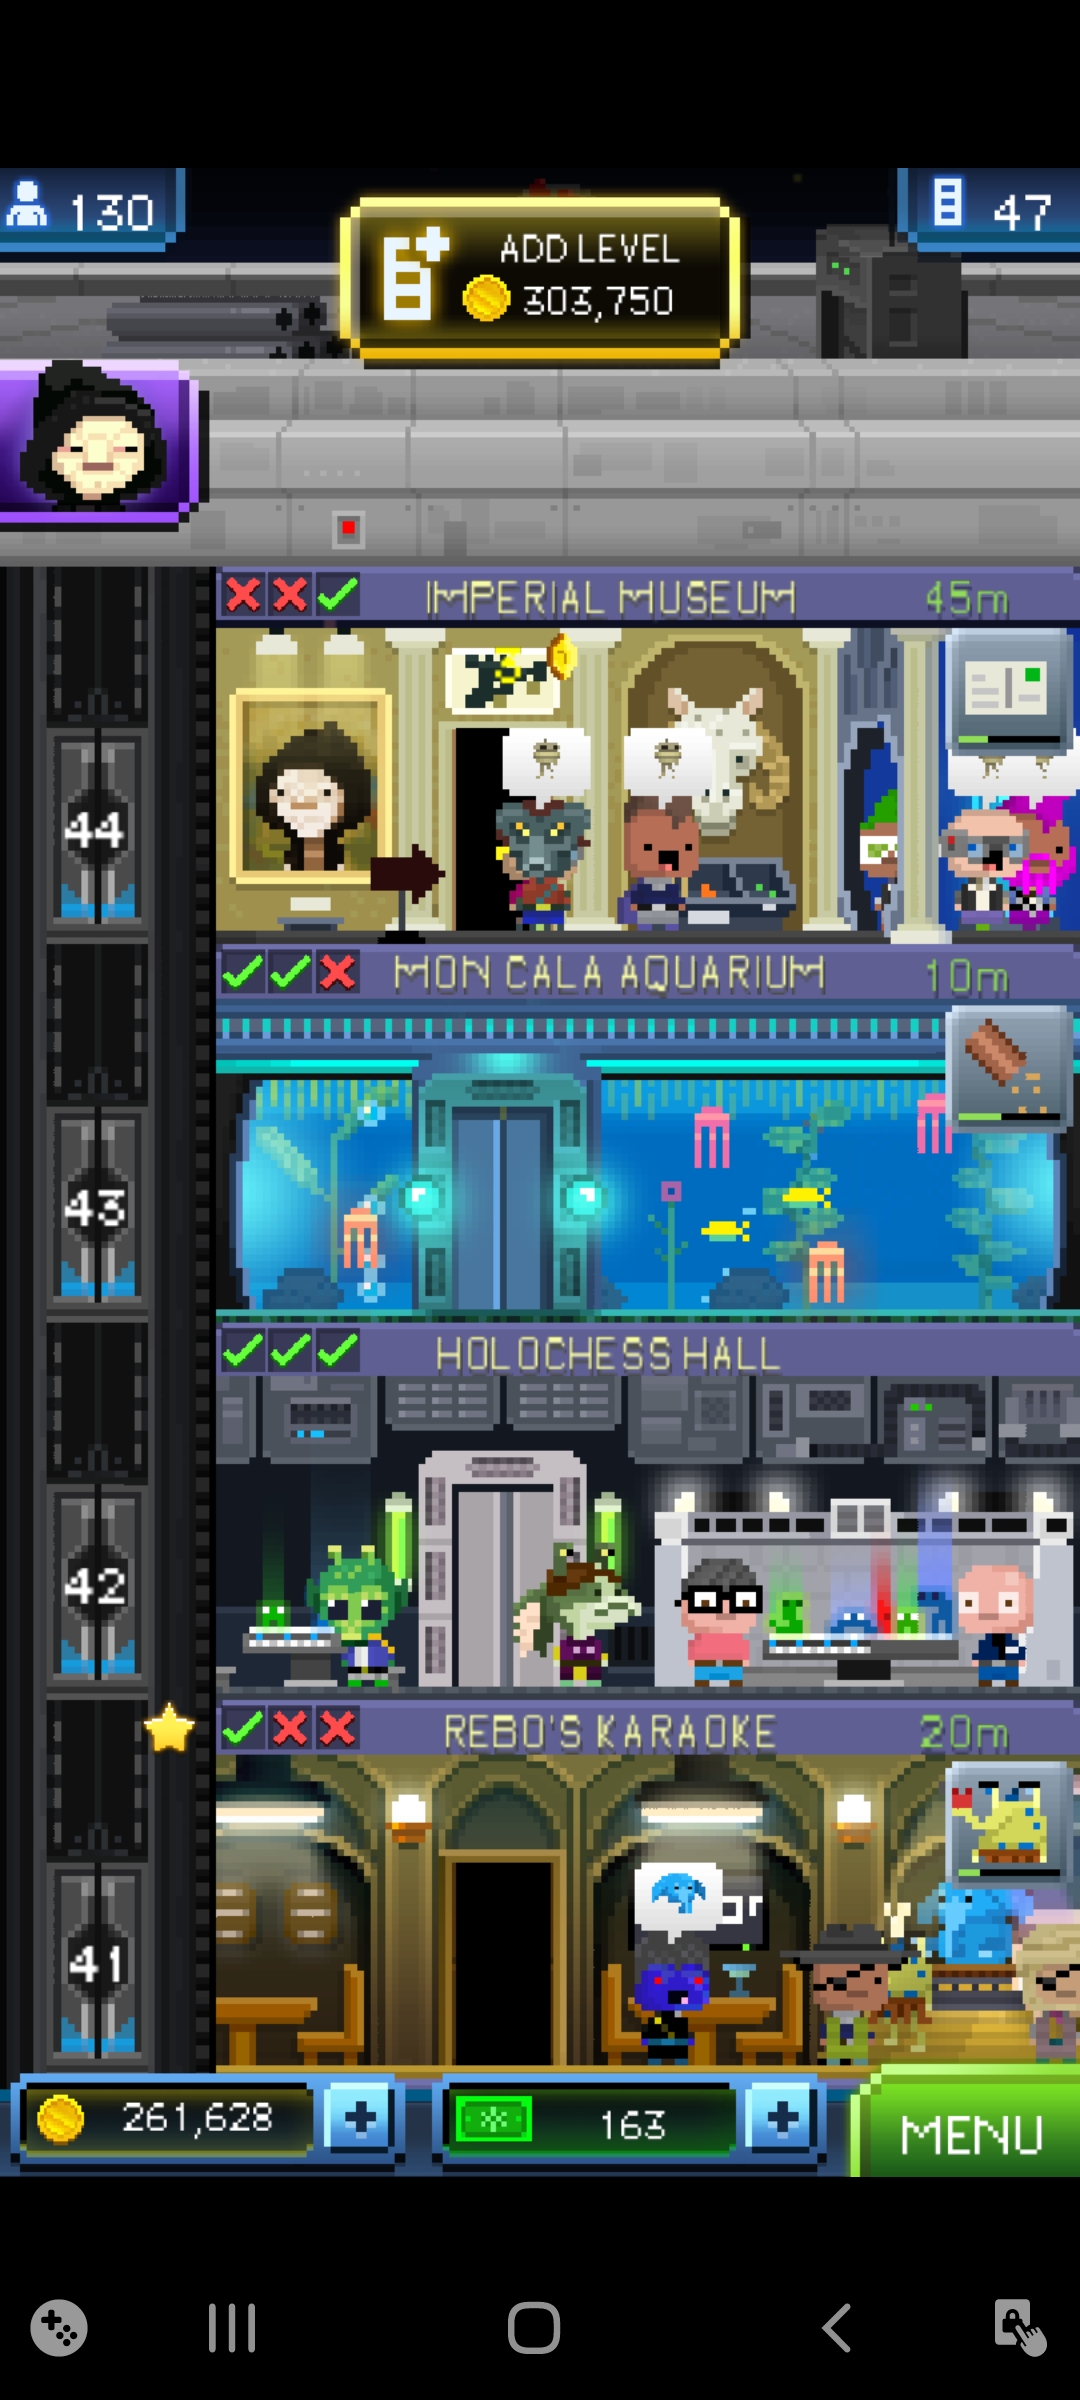 130
ADD LEVEL
303,750
47
IMPERIAL MUSEUM 45m
44
MON CALA AQUARIUM 10m
43
HOLOCHESS HALL
42
REBO'S KARAOKE 20m
41
261,628
163
MENU